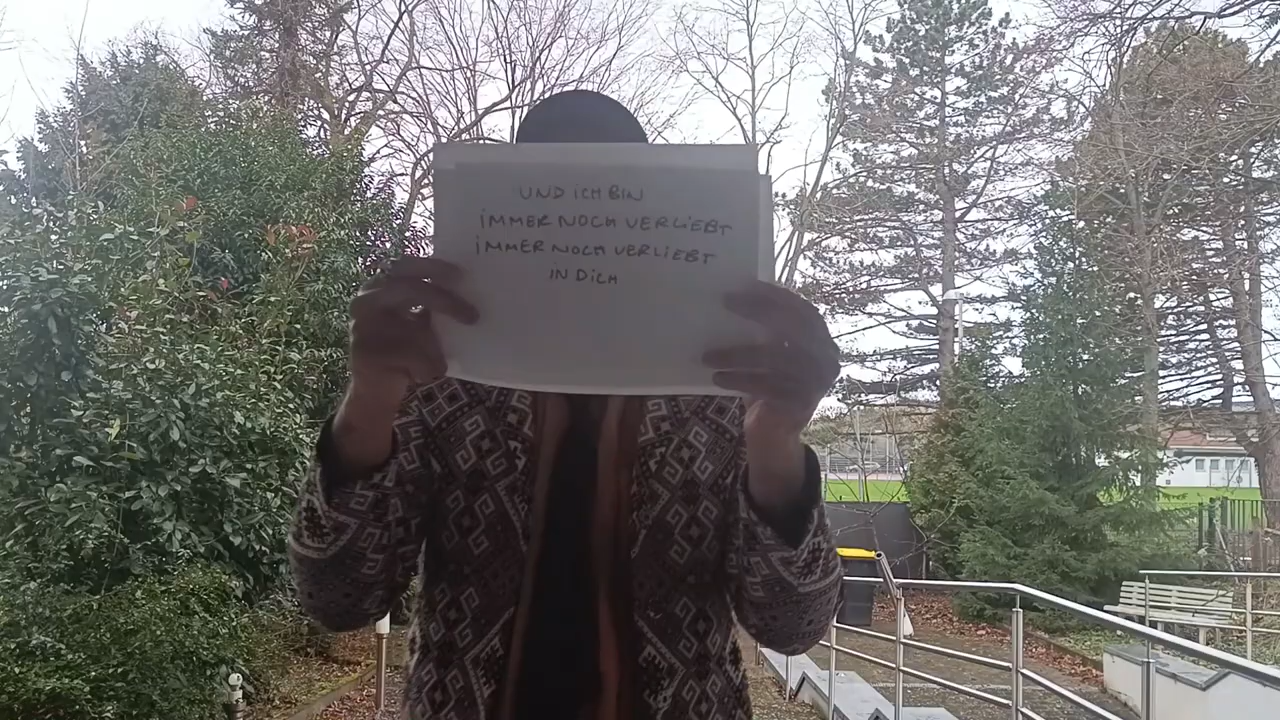 UND iCH BiN
iMMER NOCH VERLiEBT
iMMER NOCH VERLIEBT
IN DiCH